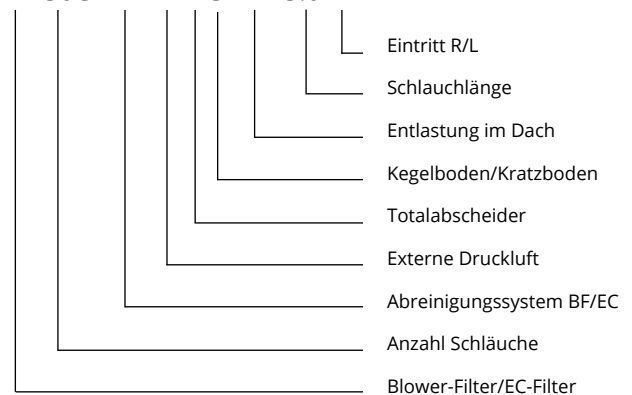 Eintritt R/L
Schlauchlänge
Entlastung im Dach
Kegelboden/Kratzboden
Totalabscheider
Externe Druckluft
Abreinigungssystem BF/EC
Anzahl Schläuche
Blower-Filter/EC-Filter